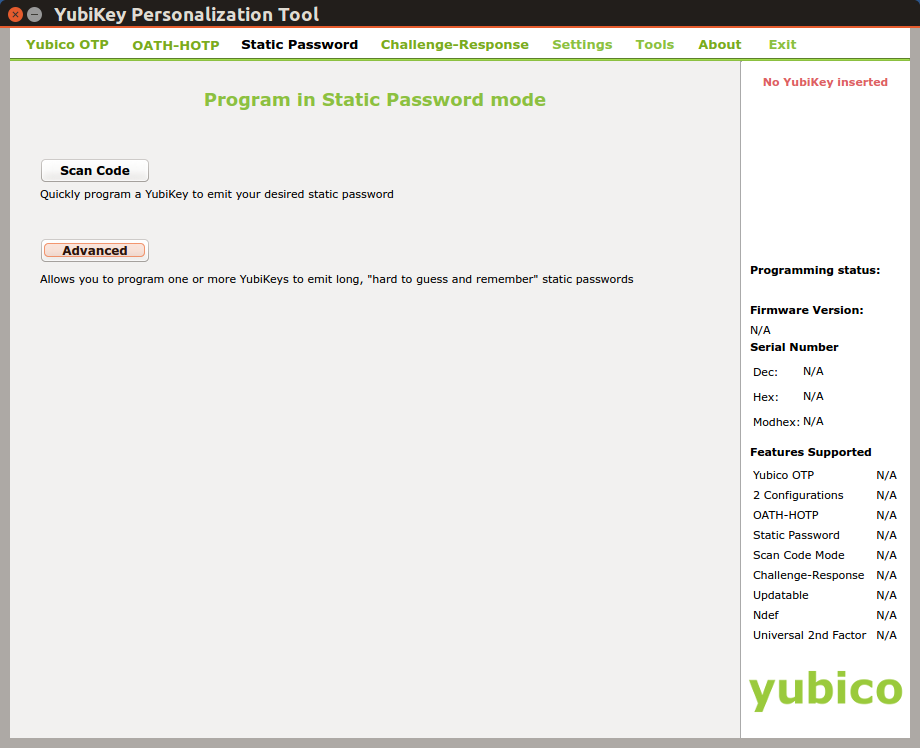 YubiKey Personalization Tool
Yubico OTP OATH-HOTP Static Password Challenge-Response Settings Tools About Exit
Program in Static Password mode
Scan Code
Quickly program a YubiKey to emit your desired static password
Advanced
Allows you to program one or more YubiKeys to emit long, "hard to guess and remember" static passwords
No YubiKey inserted
Programming status:
Firmware Version:
N/A
Serial Number
Dec: N/A
Hex: N/A
Modhex: N/A
Features Supported
Yubico OTP N/A
2 Configurations N/A
OATH-HOTP N/A
Static Password N/A
Scan Code Mode N/A
Challenge-Response N/A
Updatable N/A
Ndef N/A
Universal 2nd Factor N/A
yubico